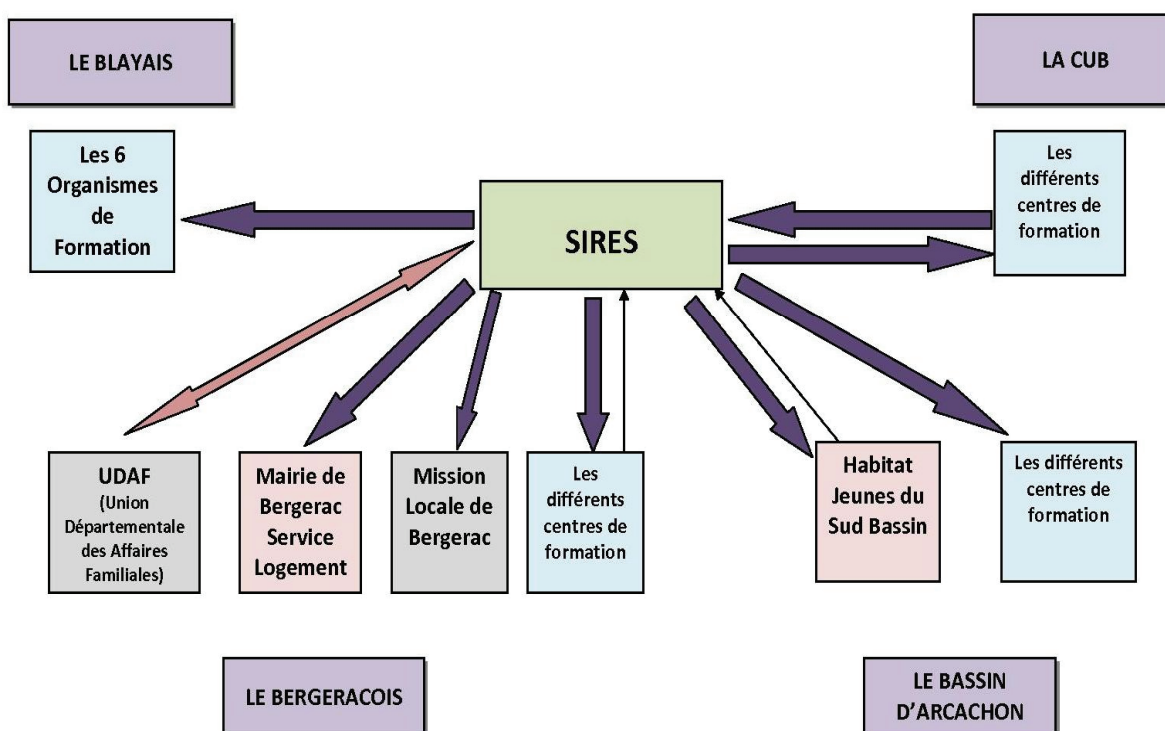 LE BLAYAIS
LA CUB
Les 6
Organismes
de
Formation
SIRES
Les
différents
centres de
formation
UDAF
(Union
Départementale
des Affaires
Familiales)
Mairie de
Bergerac
Service
Logement
Mission
Locale de
Bergerac
Les
différents
centres de
formation
Habitat
Jeunes du
Sud Bassin
Les différents
centres de
formation
LE BERGERACOIS
LE BASSIN
D’ARCACHON